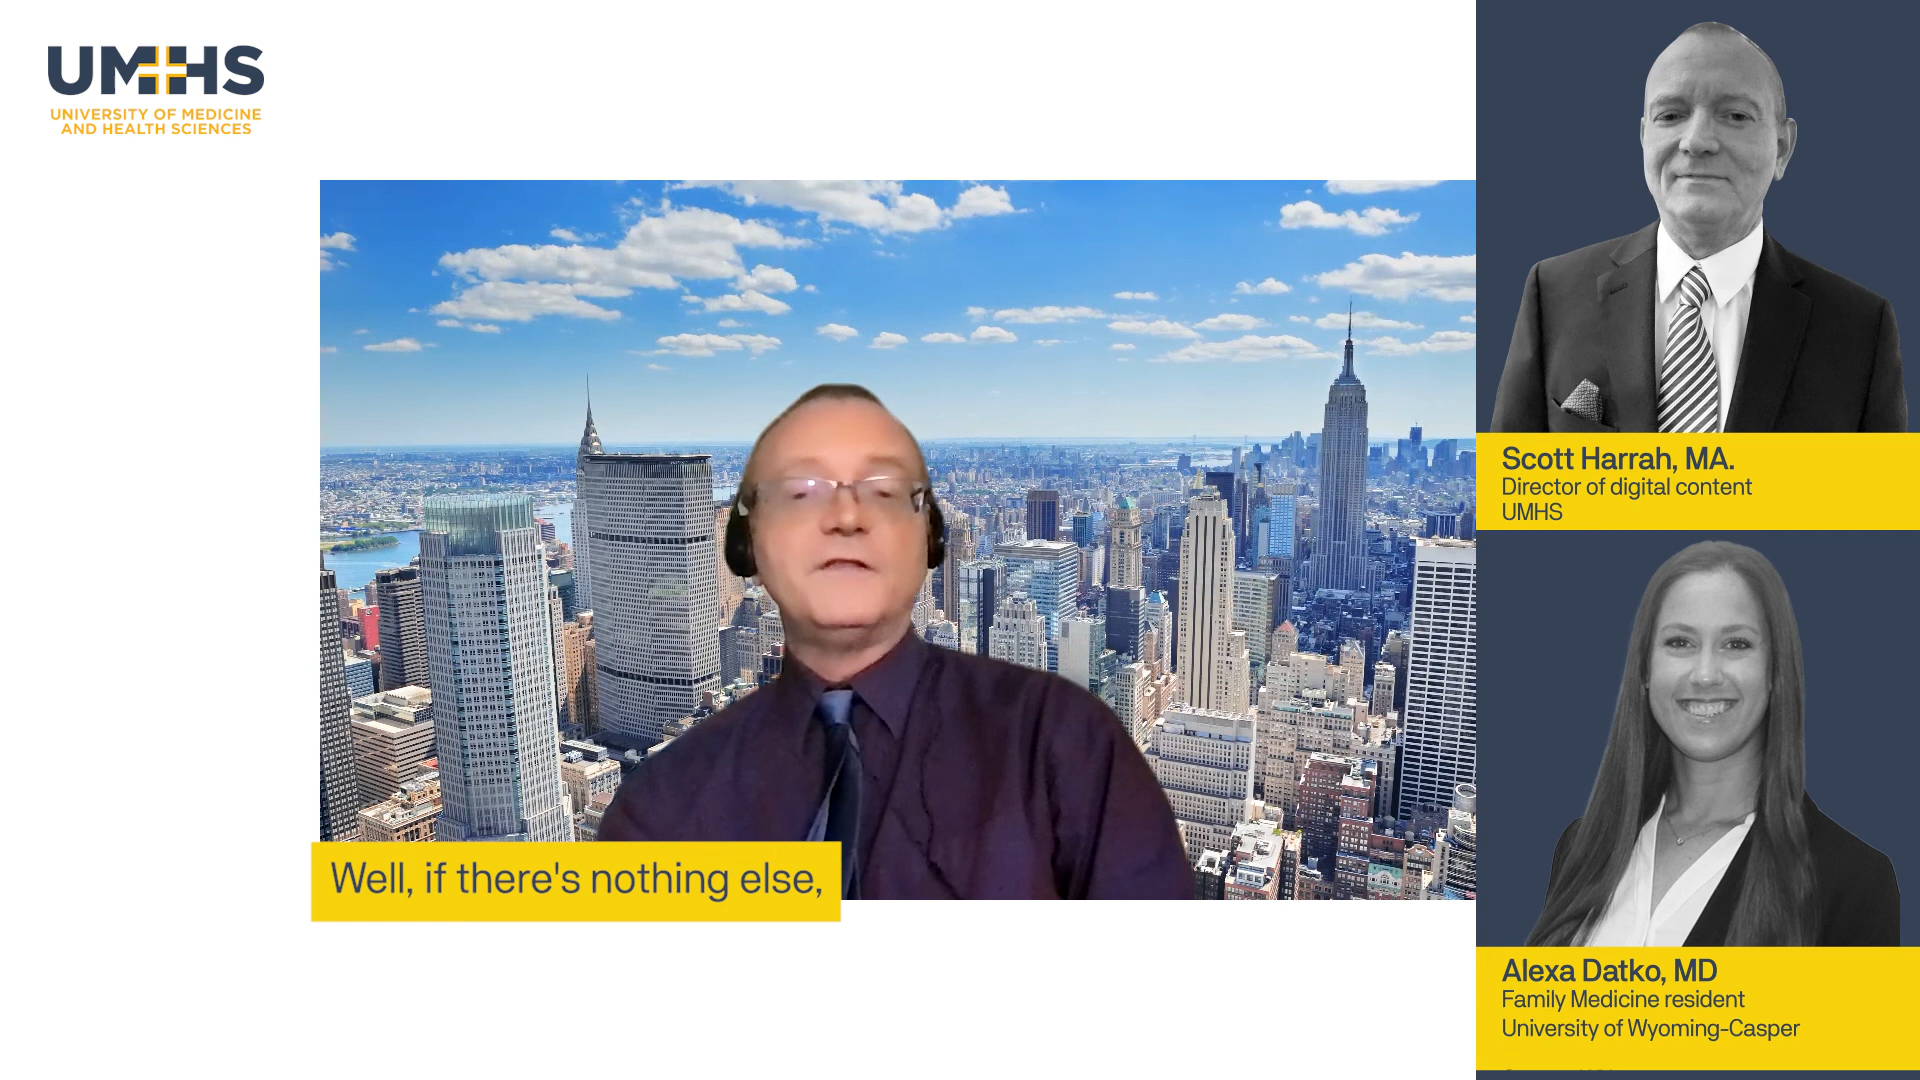 UMHS
UNIVERSITY OF MEDICINE
AND HEALTH SCIENCES
Well, if there's nothing else,
Scott Harrah, MA.
Director of digital content
UMHS
Alexa Datko, MD
Family Medicine resident
University of Wyoming-Casper